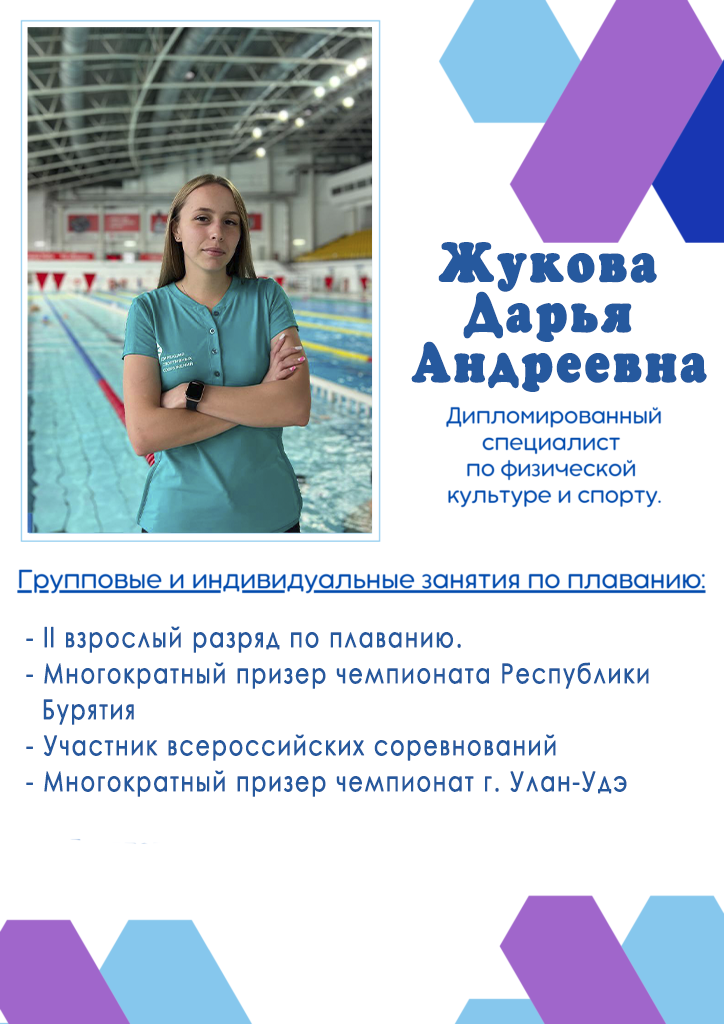 Жукова
Дарья
Андреевна
Дипломированный
специалист
по физической
культуре и спорту.
Групповые и индивидуальные занятия по плаванию:
- II взрослый разряд по плаванию.
- Многократный призер чемпионата Республики
Бурятия
- Участник всероссийских соревнований
- Многократный призер чемпионат г. Улан-Удэ